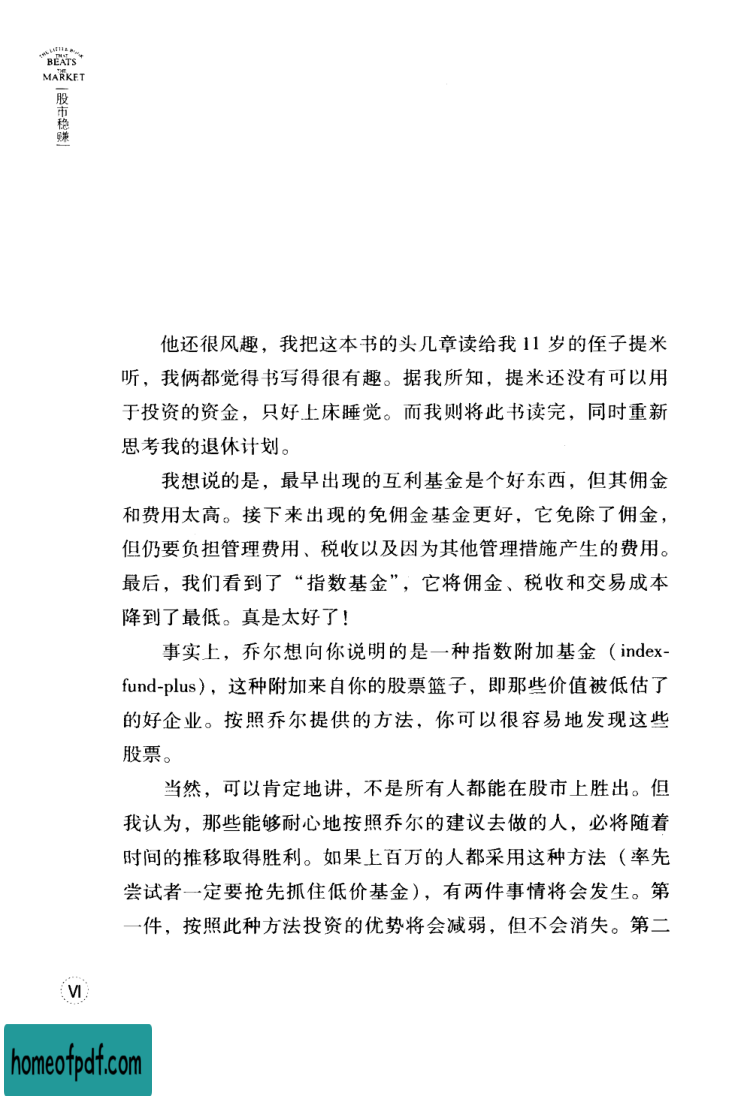 THE LITTLE BOOK
THAT
BEATS
THE
MARKET
股市稳赚
他还很风趣，我把这本书的头几章读给我 11 岁的侄子提米
听，我俩都觉得书写得很有趣。据我所知，提米还没有可以用
于投资的资金，只好上床睡觉。而我则将此书读完，同时重新
思考我的退休计划。
我想说的是，最早出现的互利基金是个好东西，但其佣金
和费用太高。接下来出现的免佣金基金更好，它免除了佣金，
但仍要负担管理费用、税收以及因为其他管理措施产生的费用。
最后，我们看到了“指数基金”，它将佣金、税收和交易成本
降到了最低。真是太好了！
事实上，乔尔想向你说明的是一种指数附加基金（index-
fund-plus），这种附加来自你的股票篮子，即那些价值被低估了
的好企业。按照乔尔提供的方法，你可以很容易地发现这些
股票。
当然，可以肯定地讲，不是所有人都能在股市上胜出。但
我认为，那些能够耐心地按照乔尔的建议去做的人，必将随着
时间的推移取得胜利。如果上百万的人都采用这种方法（率先
尝试者一定要抢先抓住低价基金），有两件事情将会发生。第
一件，按照此种方法投资的优势将会减弱，但不会消失。第二
VI
homeofpdf.com